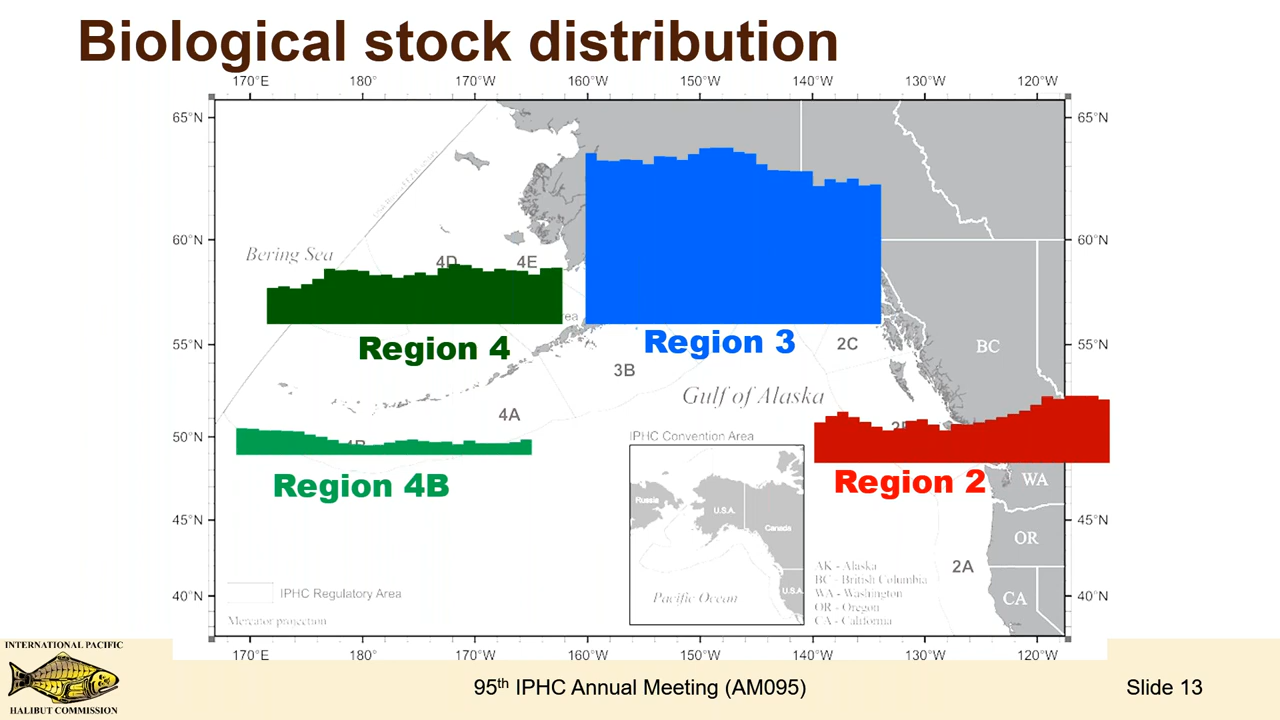 Biological stock distribution
170°E 180° 170°W 160°W 150°W 140°W 130°W 120°W
65°N 65°N
60°N 60°N
Bering Sea 4D 4E
Region 4
Region 3
55°N 2C BC 55°N
3B
Gulf of Alaska
4A
50°N 4B 50°N
IPHC Convention Area
Region 4B
Region 2
WA
Russia
U.S.A.
Canada
45°N 45°N
OR
2A
AK - Alaska
BC - British Columbia
WA - Washington
OR - Oregon
CA - California
U.S.A.
Pacific Ocean
CA
IPHC Regulatory Area
40°N 40°N
Mercator projection
170°E 180° 170°W 160°W 150°W 140°W 130°W 120°W
INTERNATIONAL PACIFIC
HALIBUT COMMISSION
95th IPHC Annual Meeting (AM095)
Slide 13